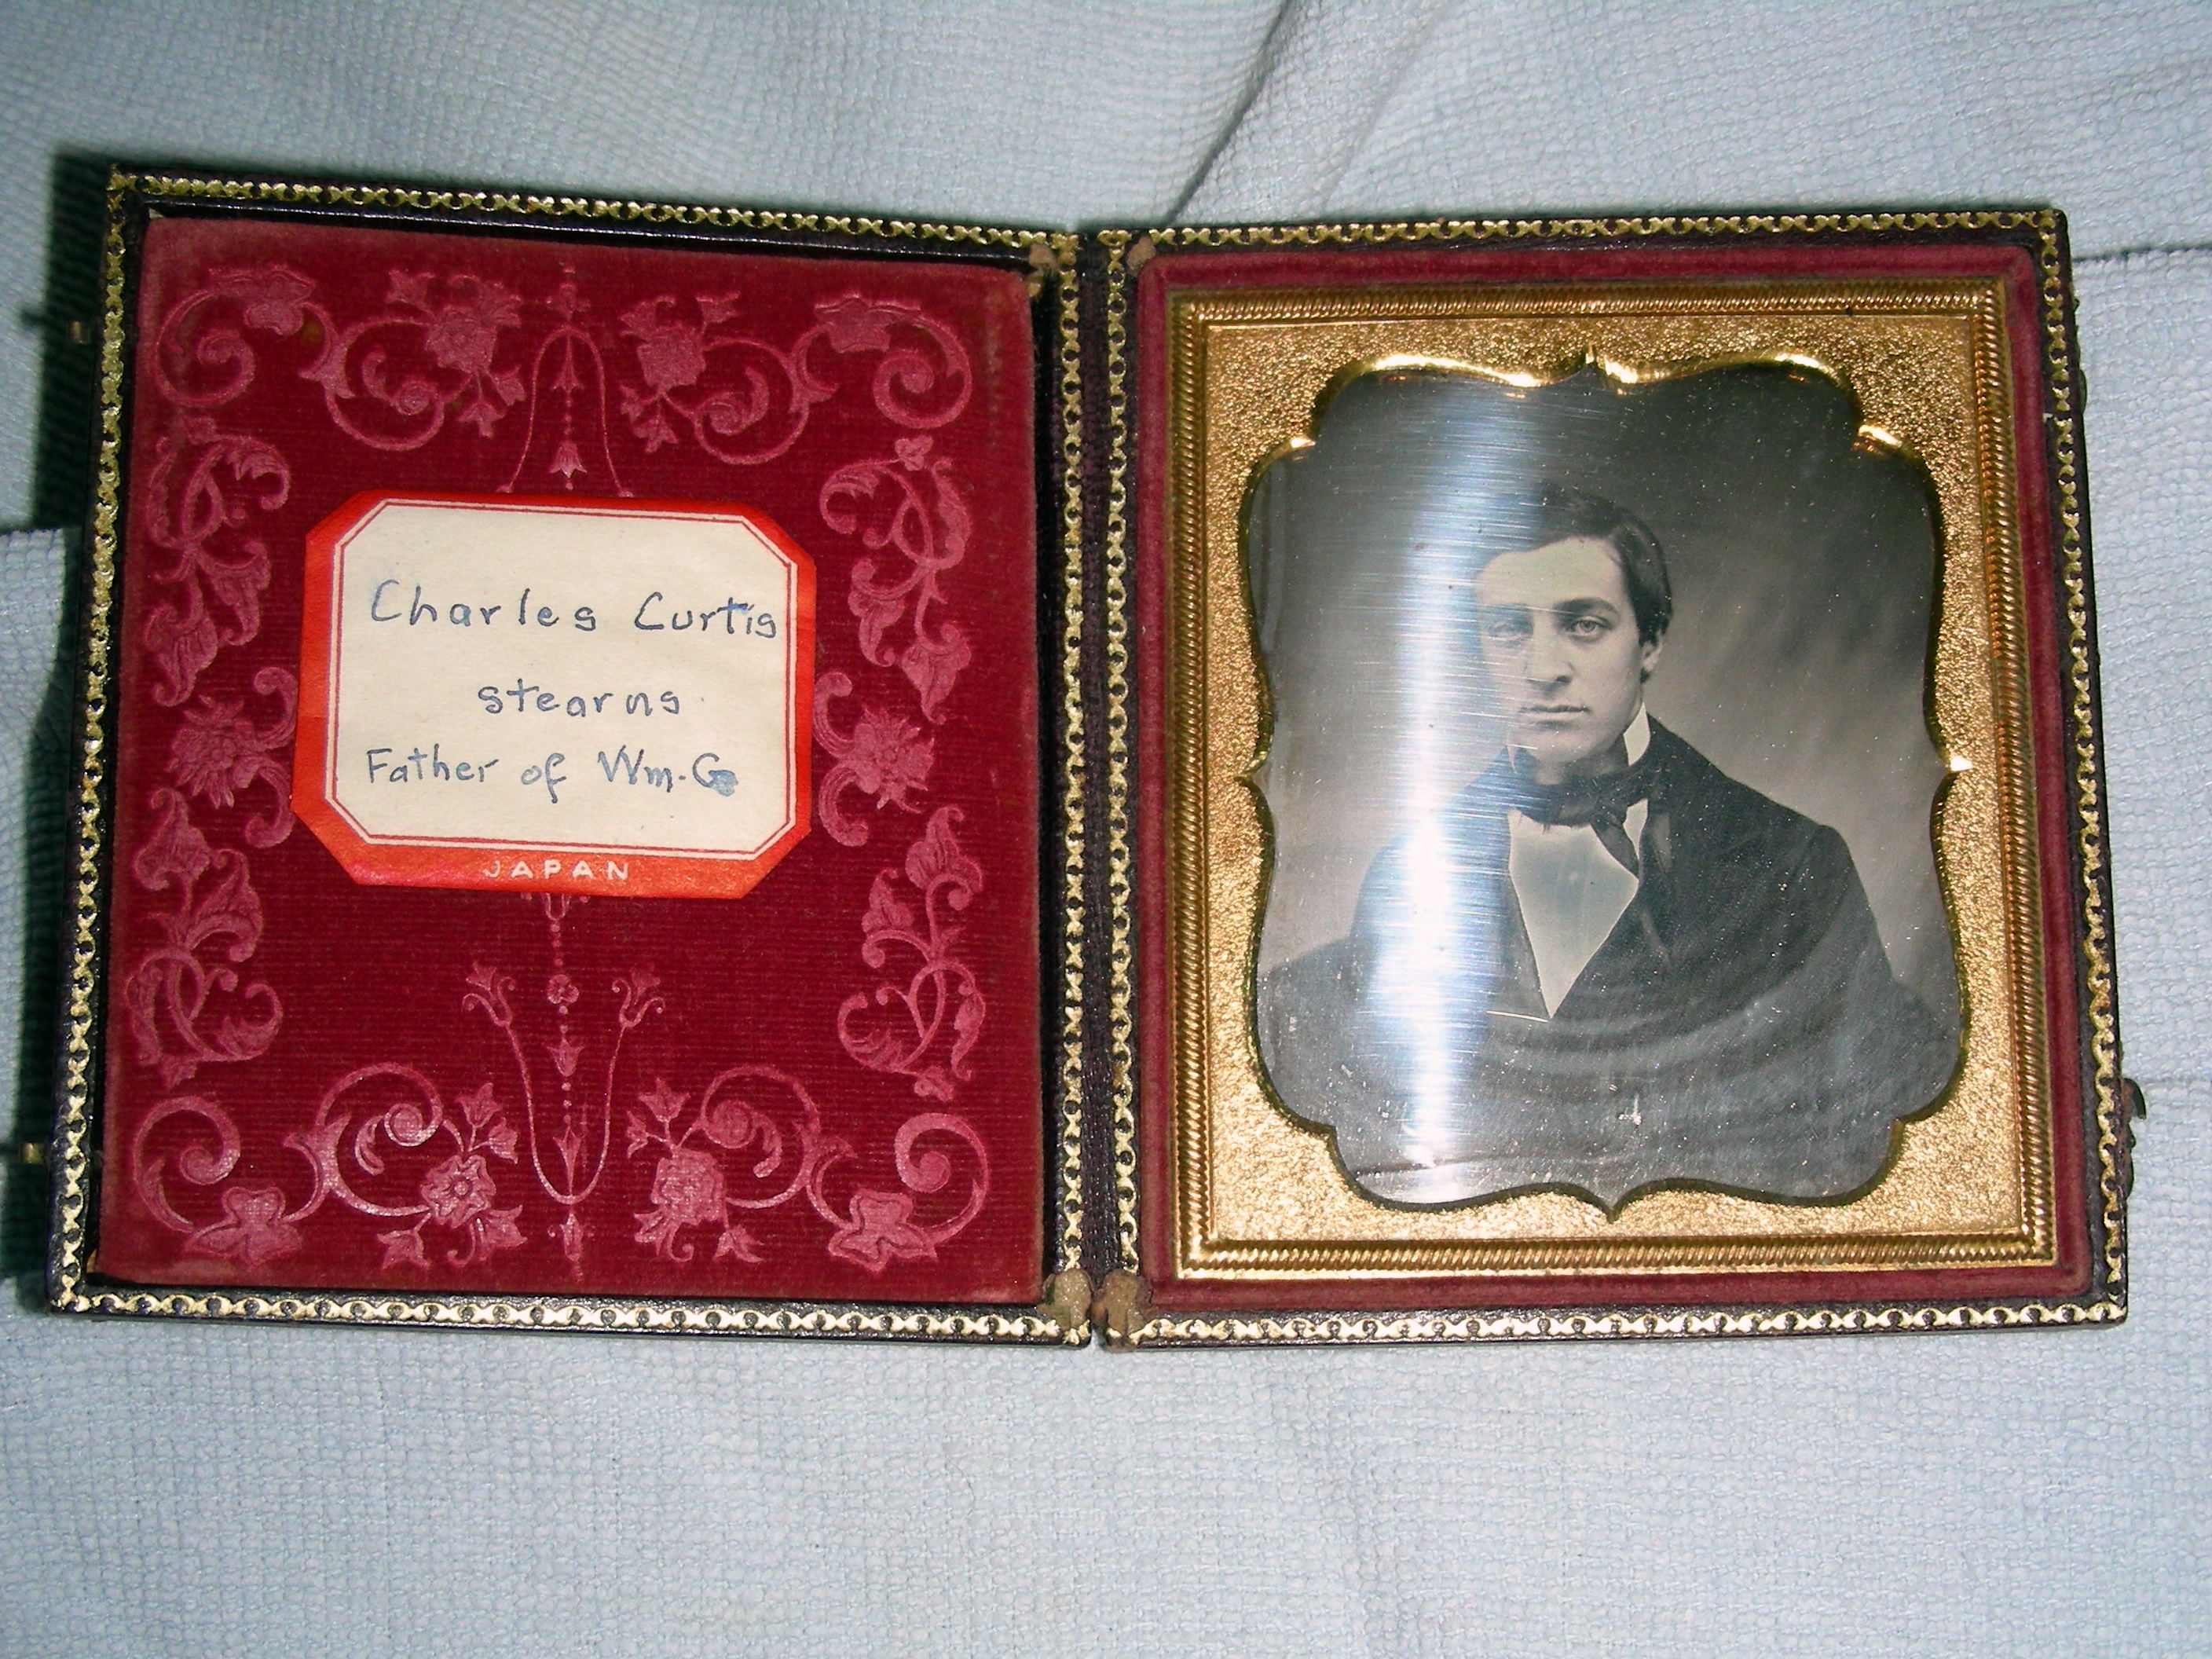 Charles Curtis
stearns
Father of Wm. G
JAPAN